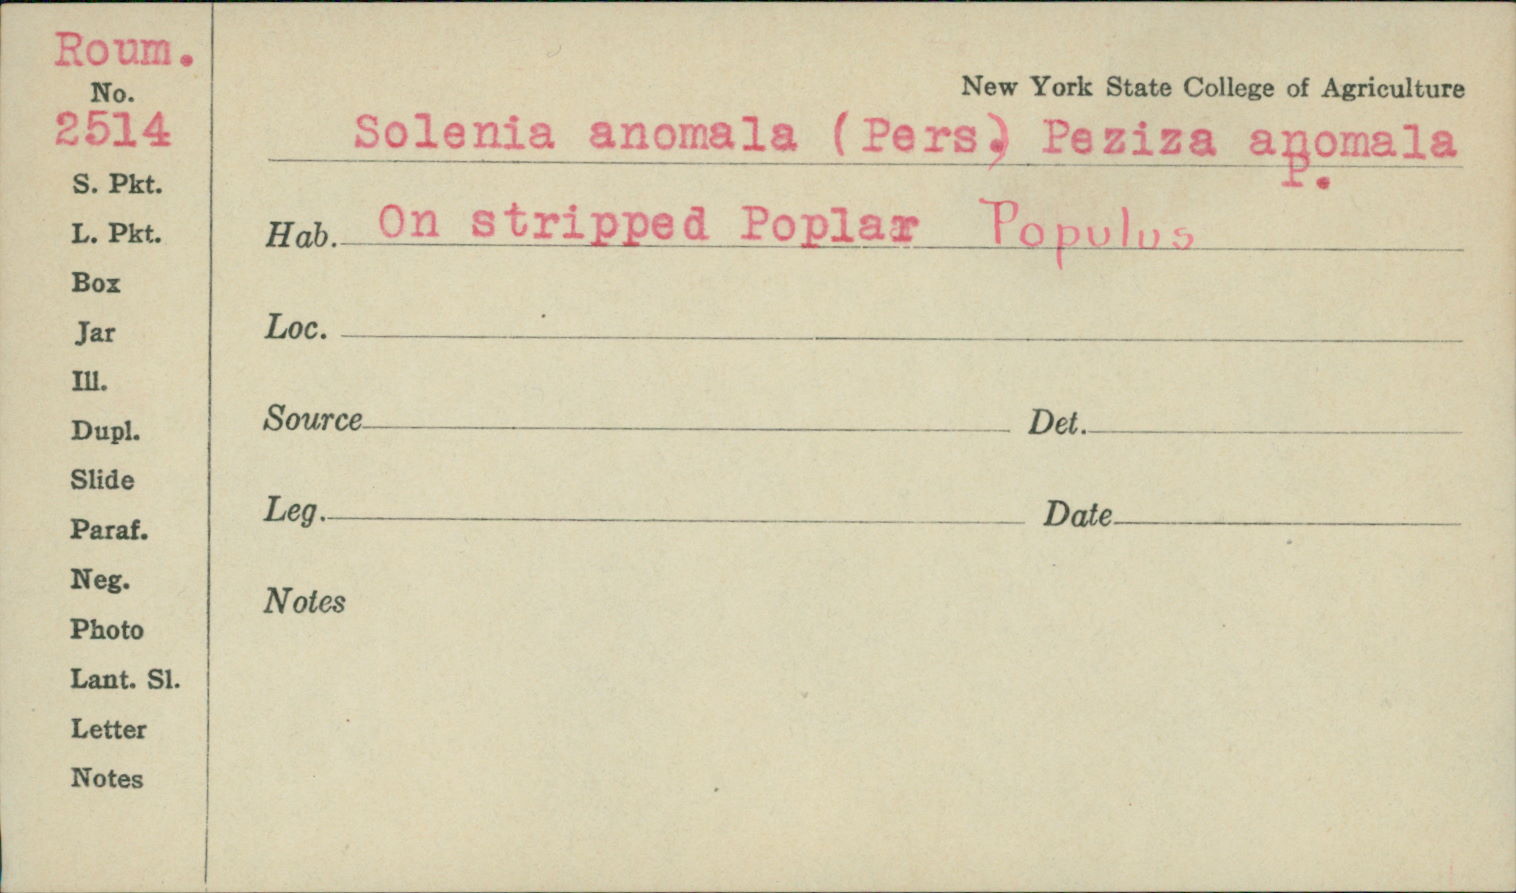 Roum.
No.
2514
S. Pkt.
L. Pkt.
Box
Jar
Ill.
Dupl.
Slide
Paraf.
Neg.
Photo
Lant. Sl.
Letter
Notes
New York State College of Agriculture
Solenia anomala (Pers.) Peziza anomala
P.
Hab. On stripped Poplar Populus
Loc.
Source Det.
Leg. Date
Notes